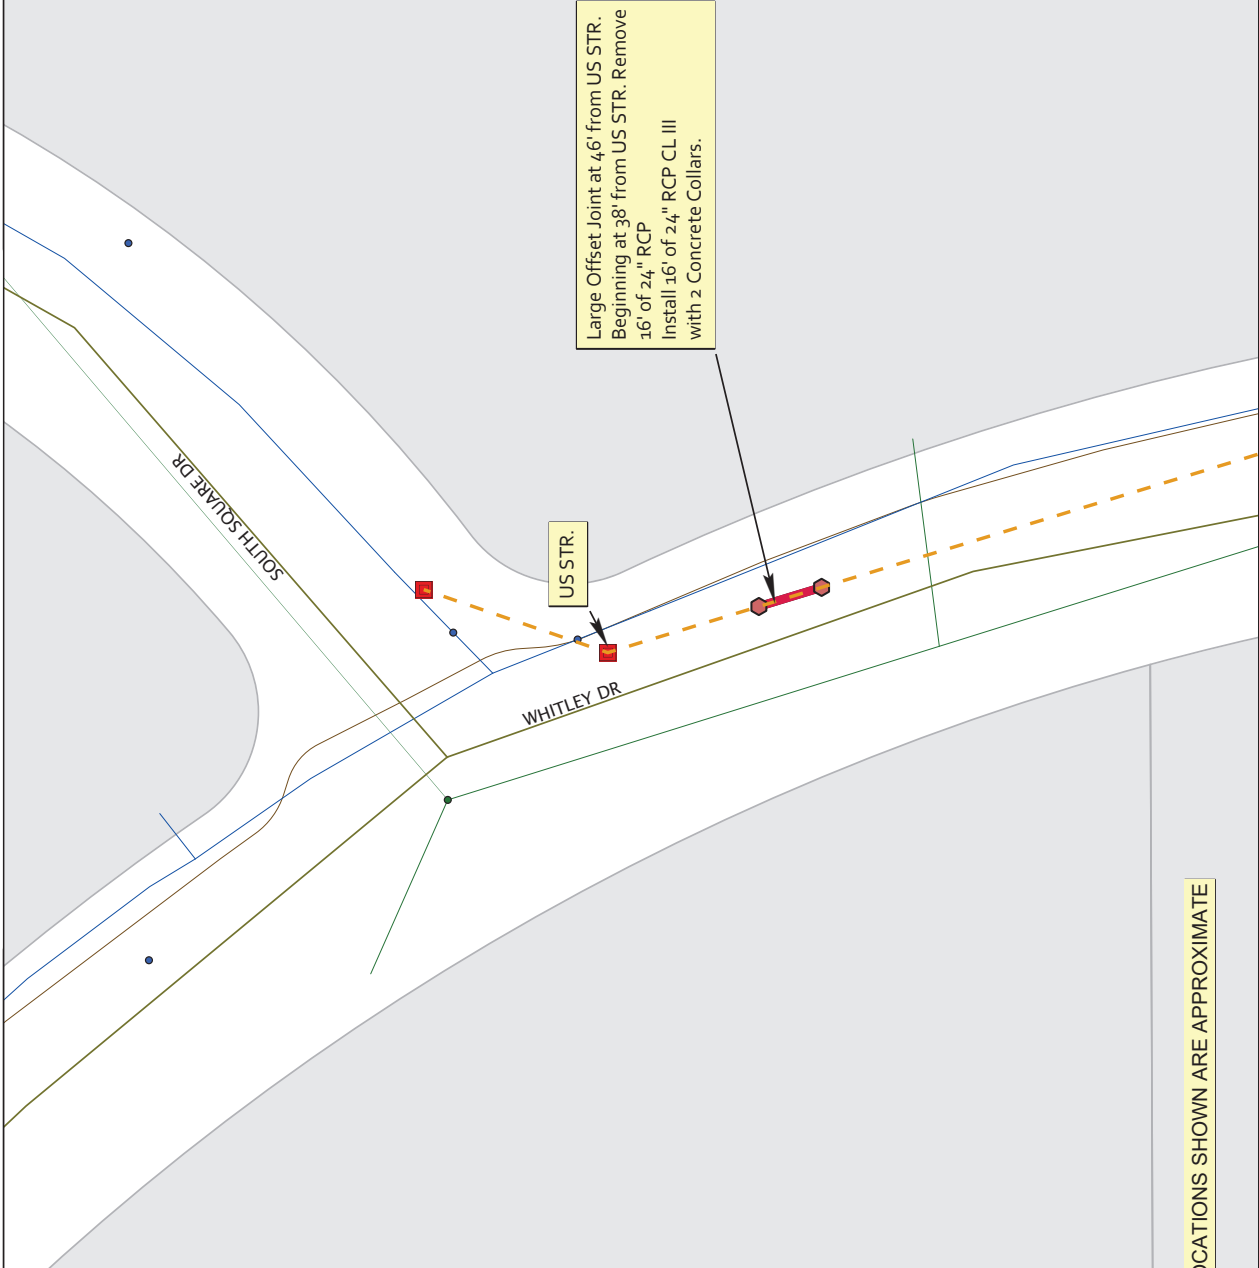 Large Offset Joint at 46' from US STR.
Beginning at 38' from US STR. Remove
16' of 24" RCP
Install 16' of 24" RCP CL III
with 2 Concrete Collars.
SOUTH SQUARE DR
US STR.
WHITLEY DR
OCATIONS SHOWN ARE APPROXIMATE